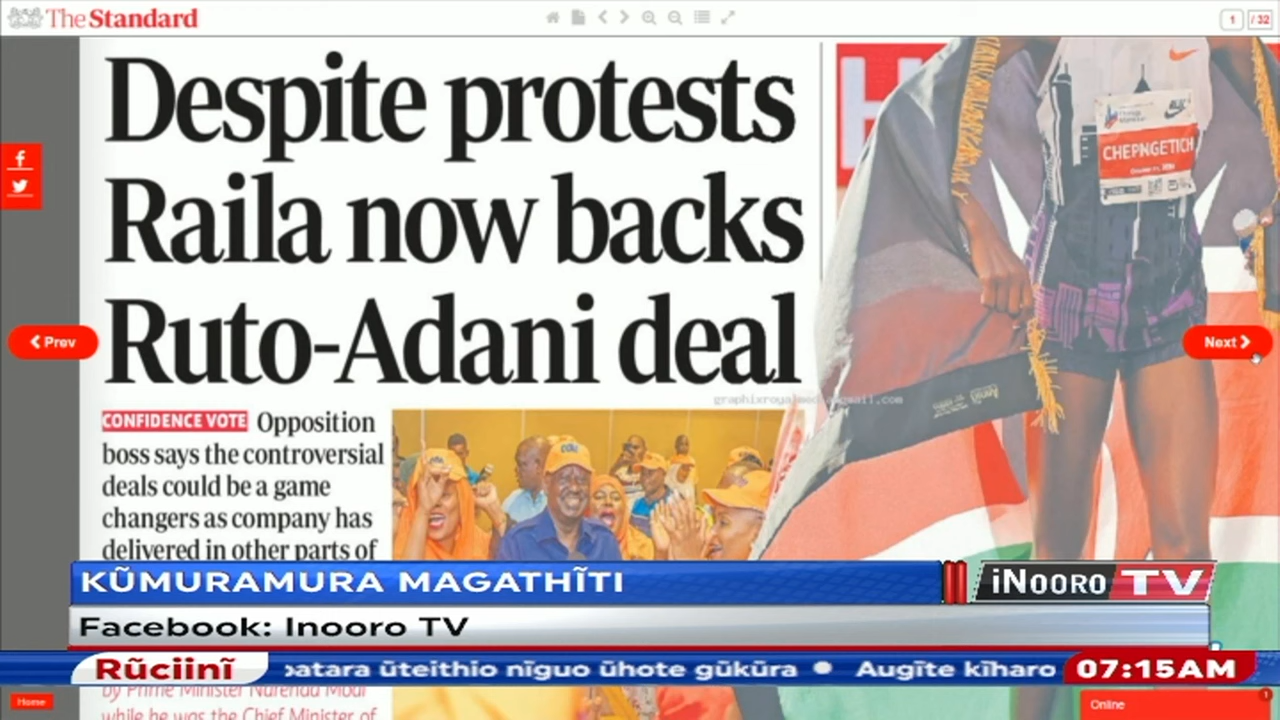 The Standard
1 / 32
Despite protests
Raila now backs
Ruto-Adani deal
Prev
Next
CHEPNGETICH
CONFIDENCE VOTE Opposition
boss says the controversial
deals could be a game
changers as company has
delivered in other parts of
KŨMURAMURA MAGATHĨTI
iNOORO TV
Facebook: Inooro TV
Rũciinĩ
patara ũteithio nĩguo ũhote gũkũra ● Augĩte kĩharo
07:15AM
by Prime Minister Narenda Modi
while he was the Chief Minister of
Home
Online
1